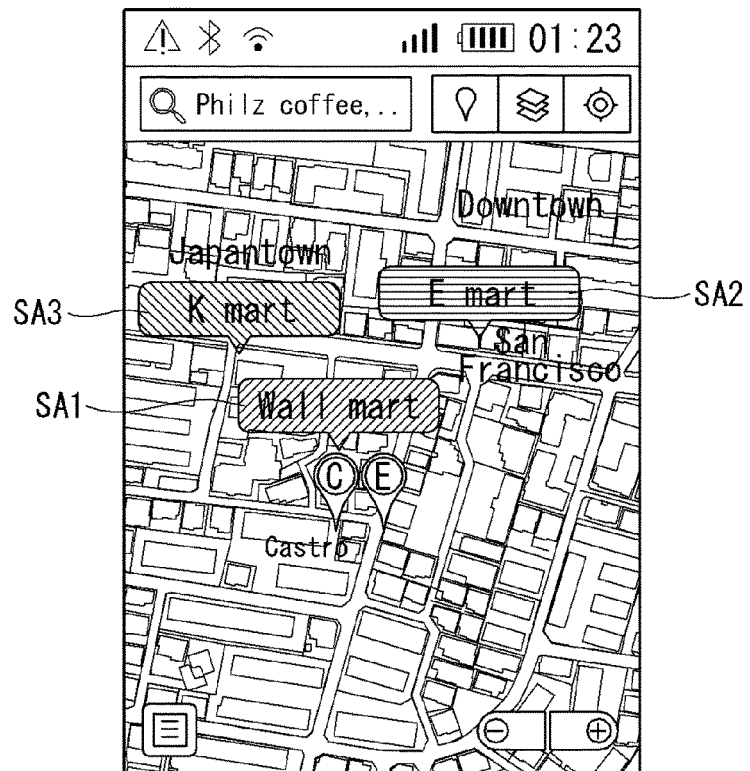 01:23
Philz coffee,..
Downtown
Japantown
E mart
SA2
K mart
SA3
San
Francisco
Wall mart
SA1
C E
Castro